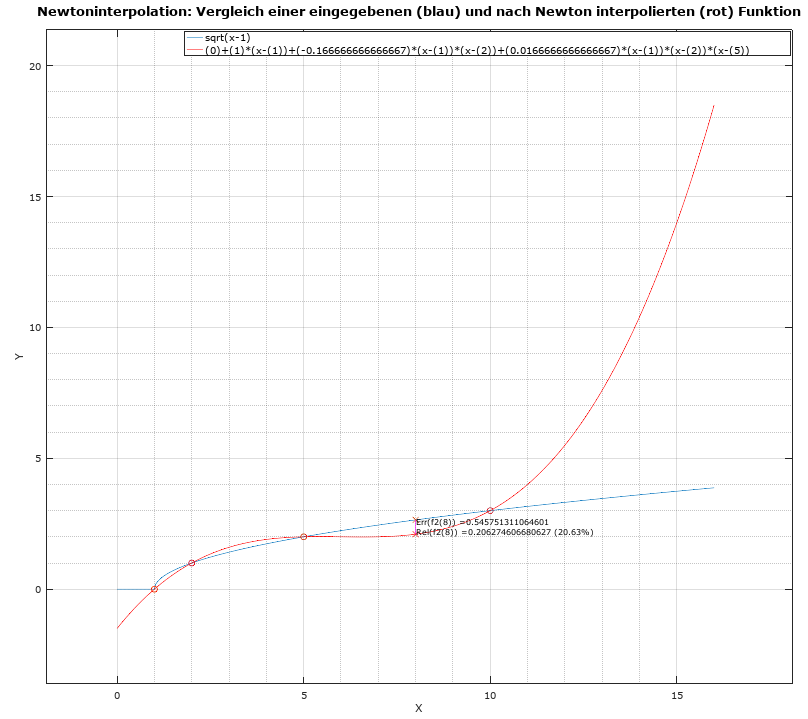 Newtoninterpolation: Vergleich einer eingegebenen (blau) und nach Newton interpolierten (rot) Funktion
sqrt(x-1)
(0)+(1)*(x-(1))+(-0.166666666666667)*(x-(1))*(x-(2))+(0.0166666666666667)*(x-(1))*(x-(2))*(x-(5))
20
15
10
5
0
Y
Err(f2(8)) =0.545751311064601
Rel(f2(8)) =0.206274606680627 (20.63%)
0
5
10
15
X